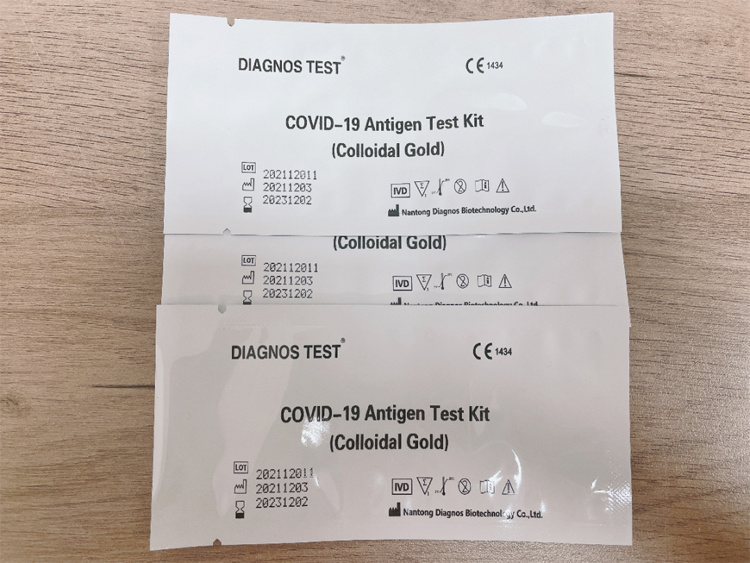 DIAGNOS TEST®
CE 1434
COVID-19 Antigen Test Kit
(Colloidal Gold)
LOT 202112011
20211203
20231202
IVD
Nantong Diagnos Biotechnology Co.,Ltd.
(Colloidal Gold)
LOT 202112011
20211203
20231202
IVD
DIAGNOS TEST®
CE 1434
COVID-19 Antigen Test Kit
(Colloidal Gold)
LOT 202112011
20211203
20231202
IVD
Nantong Diagnos Biotechnology Co.,Ltd.